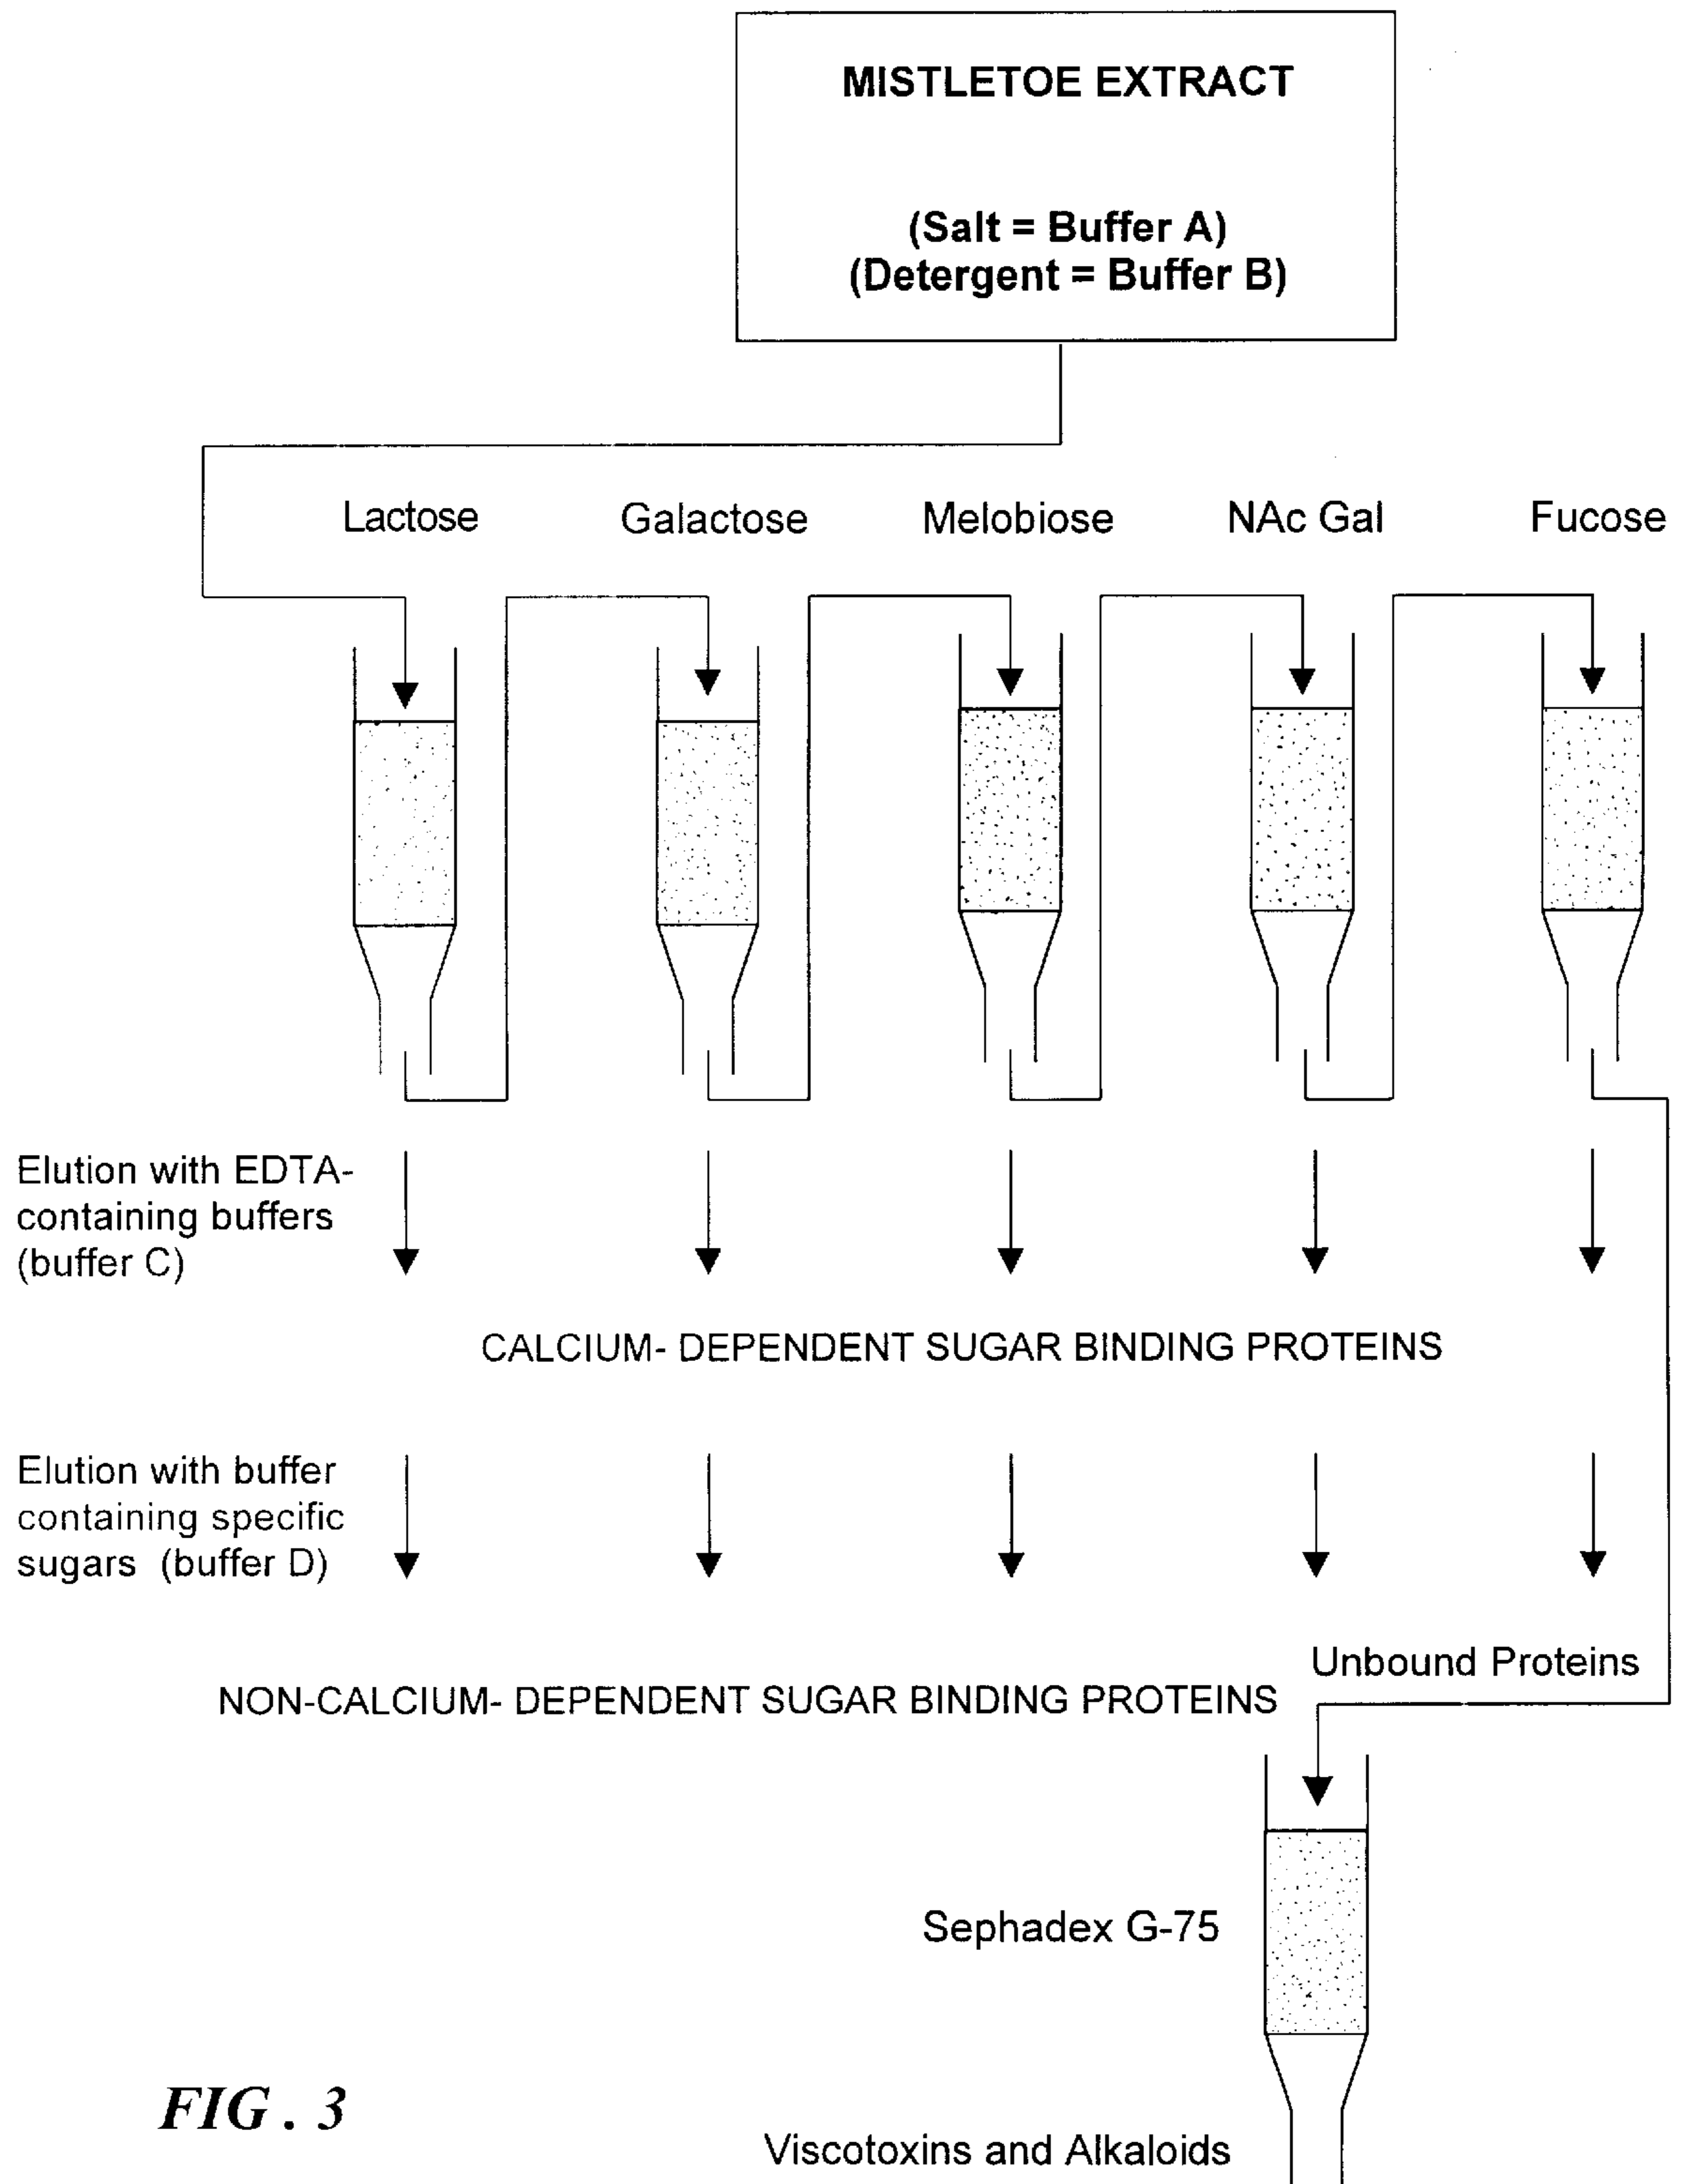 MISTLETOE EXTRACT
(Salt = Buffer A)
(Detergent = Buffer B)
Lactose Galactose Melobiose NAc Gal Fucose
Elution with EDTA-
containing buffers
(buffer C)
CALCIUM- DEPENDENT SUGAR BINDING PROTEINS
Elution with buffer
containing specific
sugars (buffer D)
Unbound Proteins
NON-CALCIUM- DEPENDENT SUGAR BINDING PROTEINS
Sephadex G-75
FIG . 3
Viscotoxins and Alkaloids